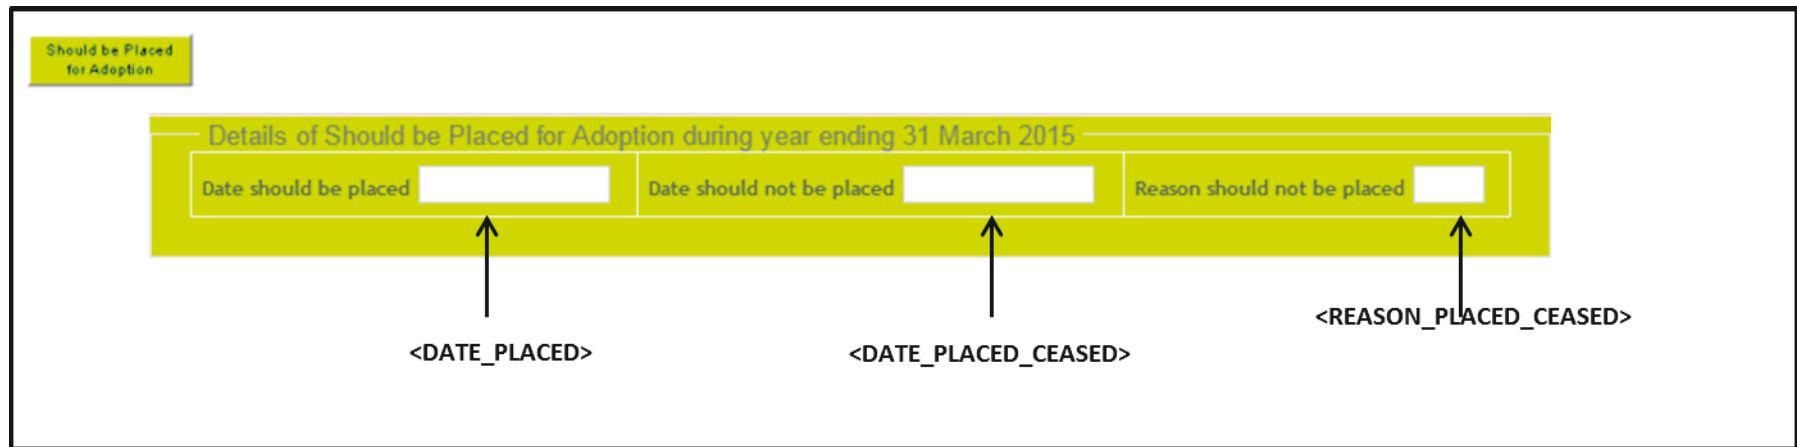 Should be Placed
for Adoption
Details of Should be Placed for Adoption during year ending 31 March 2015
Date should be placed
Date should not be placed
Reason should not be placed
<REASON_PLACED_CEASED>
<DATE_PLACED>
<DATE_PLACED_CEASED>